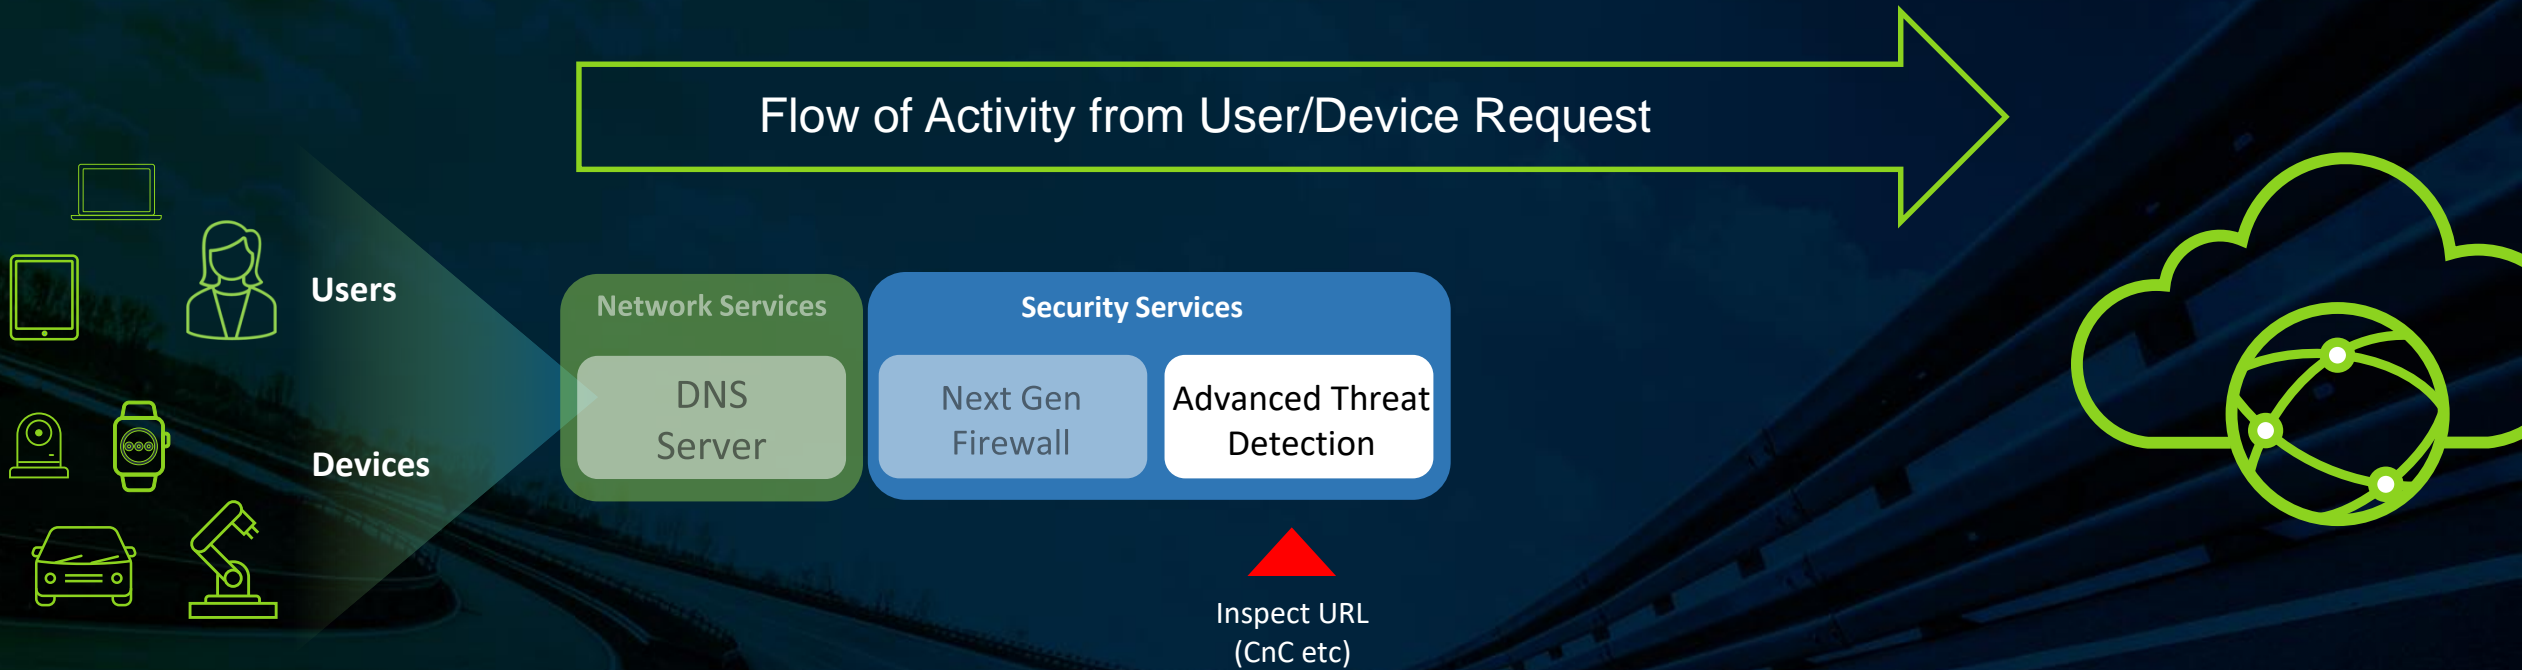 Flow of Activity from User/Device Request
Users
Devices
Network Services
DNS
Server
Security Services
Next Gen
Firewall
Advanced Threat
Detection
Inspect URL
(CnC etc)